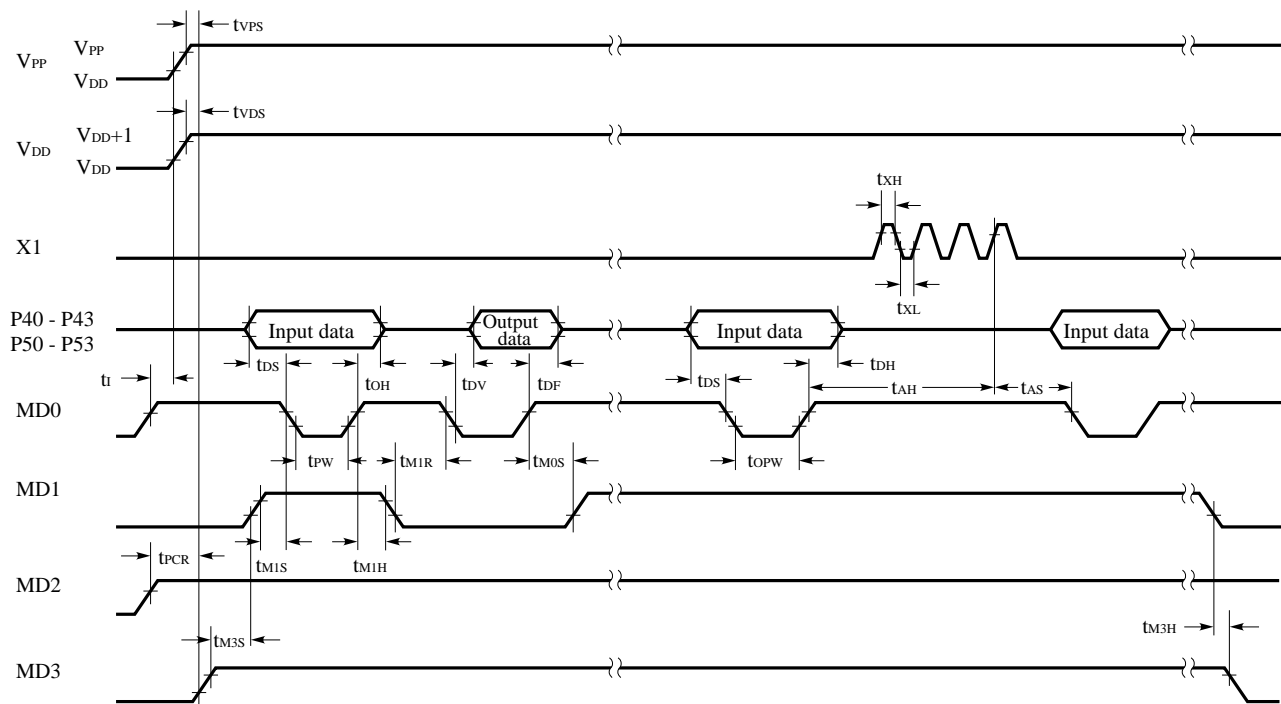 tVPS
VPP VPP
VDD
tVDS
VDD VDD+1
VDD
tXH
X1
tXL
P40 - P43
P50 - P53
Input data
Output
data
Input data
Input data
tDS tOH tDV tDF tDS tDH
tI
tAH tAS
MD0
tPW tM1R tM0S tOPW
MD1
tPCR tM1S tM1H
MD2
tM3S tM3H
MD3